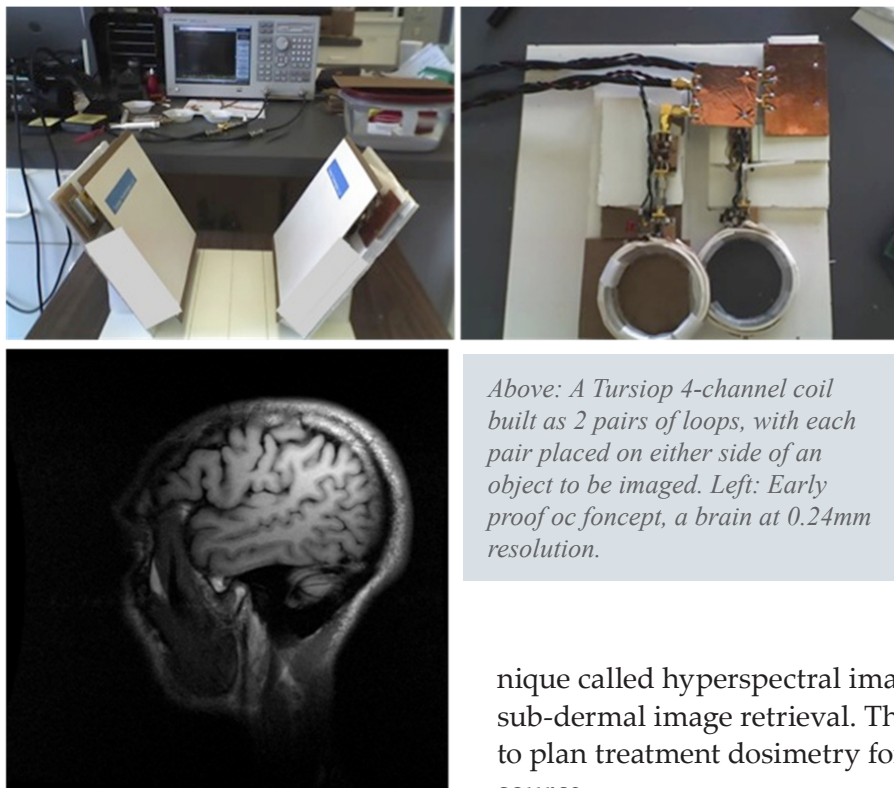 Above: A Tursiop 4-channel coil
built as 2 pairs of loops, with each
pair placed on either side of an
object to be imaged. Left: Early
proof oc foncept, a brain at 0.24mm
resolution.
nique called hyperspectral ima
sub-dermal image retrieval. Th
to plan treatment dosimetry fo